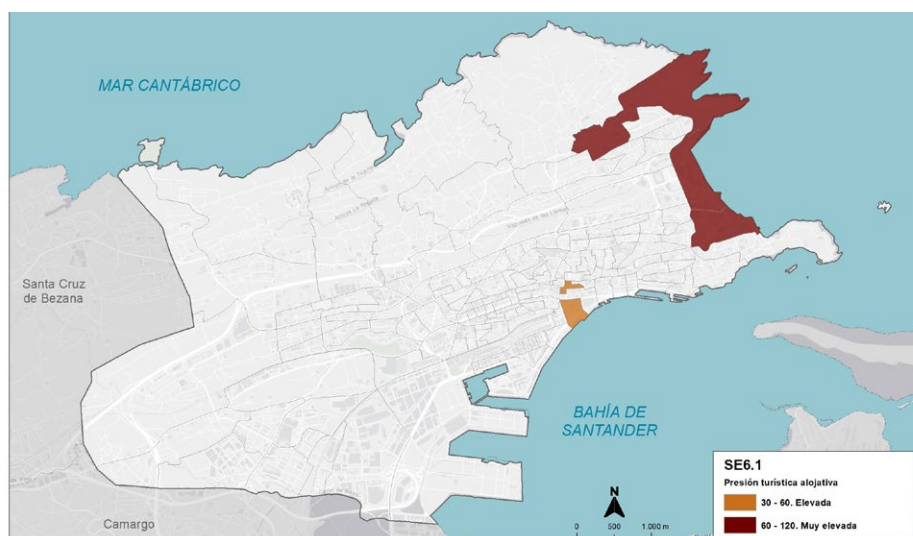 MAR CANTÁBRICO
Santa Cruz
de Bezana
BAHÍA DE
SANTANDER
Camargo
N
0 500 1.000 m
SE6.1
Presión turística alojativa
30 - 60. Elevada
60 - 120. Muy elevada